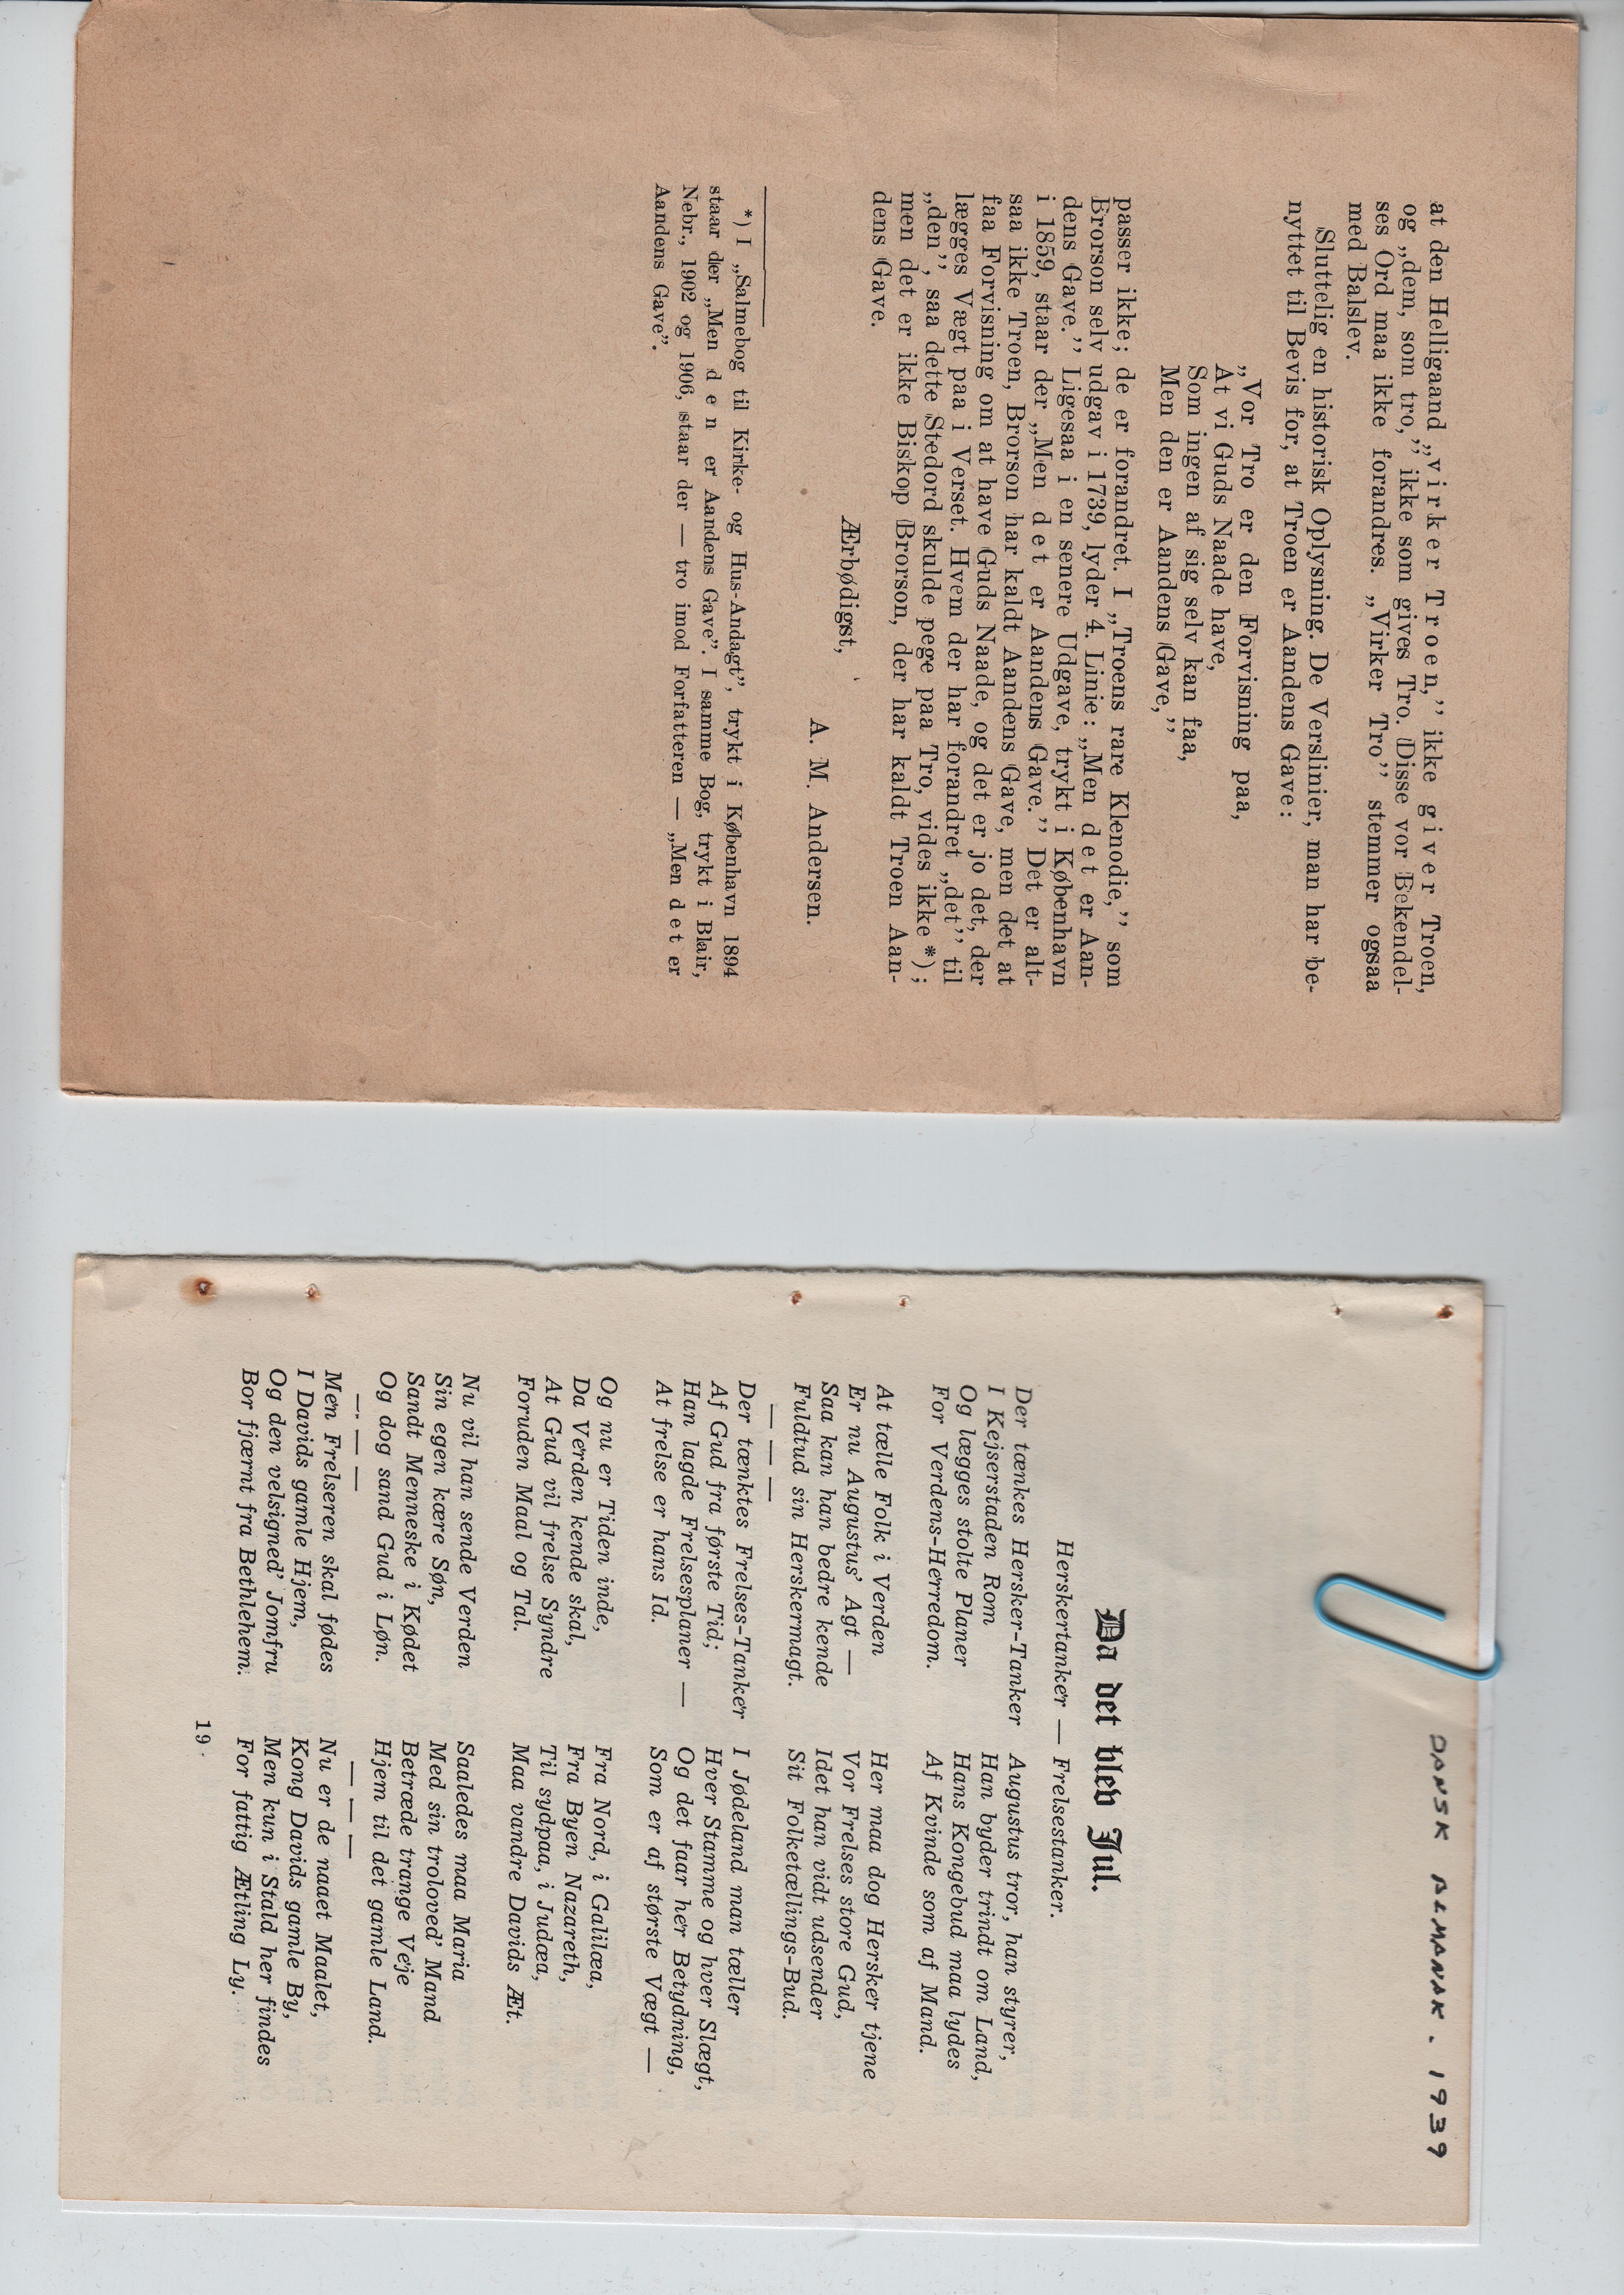 at den Helligaand „virker Troen,” ikke giver Troen,
og „dem, som tro,” ikke som gives Tro. Disse vor Bekendel-
ses Ord maa ikke forandres. „Virker Tro” stemmer ogsaa
med Balslev.
Sluttelig en historisk Oplysning. De Verslinier, man har be-
nyttet til Bevis for, at Troen er Aandens Gave:
„Vor Tro er den Forvisning paa,
At vi Guds Naade have,
Som ingen af sig selv kan faa,
Men den er Aandens Gave,”
passer ikke; de er forandret. I „Troens rare Klenodie,” som
Brorson selv udgav i 1739, lyder 4. Linie: „Men det er Aan-
dens Gave.” Ligesaa i en senere Udgave, trykt i København
i 1859, staar der „Men det er Aandens Gave.” Det er alt-
saa ikke Troen, Brorson har kaldt Aandens Gave, men det at
faa Forvisning om at have Guds Naade, og det er jo det, der
lægges Vægt paa i Verset. Hvem der har forandret „det” til
„den”, saa dette Stedord skulde pege paa Tro, vides ikke*);
men det er ikke Biskop Brorson, der har kaldt Troen Aan-
dens Gave.
Ærbødigst,
A. M. Andersen.
*) I „Salmebog til Kirke- og Hus-Andagt”, trykt i København 1894
staar der „Men den er Aandens Gave”. I samme Bog, trykt i Blair,
Nebr., 1902 og 1906, staar der — tro imod Forfatteren — „Men det er
Aandens Gave”.
DANSK ALMANAK. 1939
Da det blev Jul.
Herskertanker — Frelsestanker.
Der tænkes Hersker-Tanker
I Kejserstaden Rom
Og lægges stolte Planer
For Verdens-Herredom.
At tælle Folk i Verden
Er nu Augustus’ Agt —
Saa kan han bedre kende
Fuldtud sin Herskermagt.
— — —
Der tænktes Frelses-Tanker
Af Gud fra første Tid;
Han lagde Frelsesplaner —
At frelse er hans Id.
Og nu er Tiden inde,
Da Verden kende skal,
At Gud vil frelse Syndre
Foruden Maal og Tal.
Nu vil han sende Verden
Sin egen kære Søn,
Sandt Menneske i Kødet
Og dog sand Gud i Løn.
— — —
Men Frelseren skal fødes
I Davids gamle Hjem,
Og den velsigned’ Jomfru
Bor fjærnt fra Bethlehem.
Augustus tror, han styrer,
Han byder trindt om Land,
Hans Kongebud maa lydes
Af Kvinde som af Mand.
Her maa dog Hersker tjene
Vor Frelses store Gud,
Idet han vidt udsender
Sit Folketællings-Bud.
I Jødeland man tæller
Hver Stamme og hver Slægt,
Og det faar her Betydning,
Som er af største Vægt —
Fra Nord, i Galilæa,
Fra Byen Nazareth,
Til sydpaa, i Judæa,
Maa vandre Davids Æt.
Saaledes maa Maria
Med sin troloved’ Mand
Betræde trange Veje
Hjem til det gamle Land.
— — —
Nu er de naaet Maalet,
Kong Davids gamle By,
Men kun i Stald her findes
For fattig Ætling Ly.
19